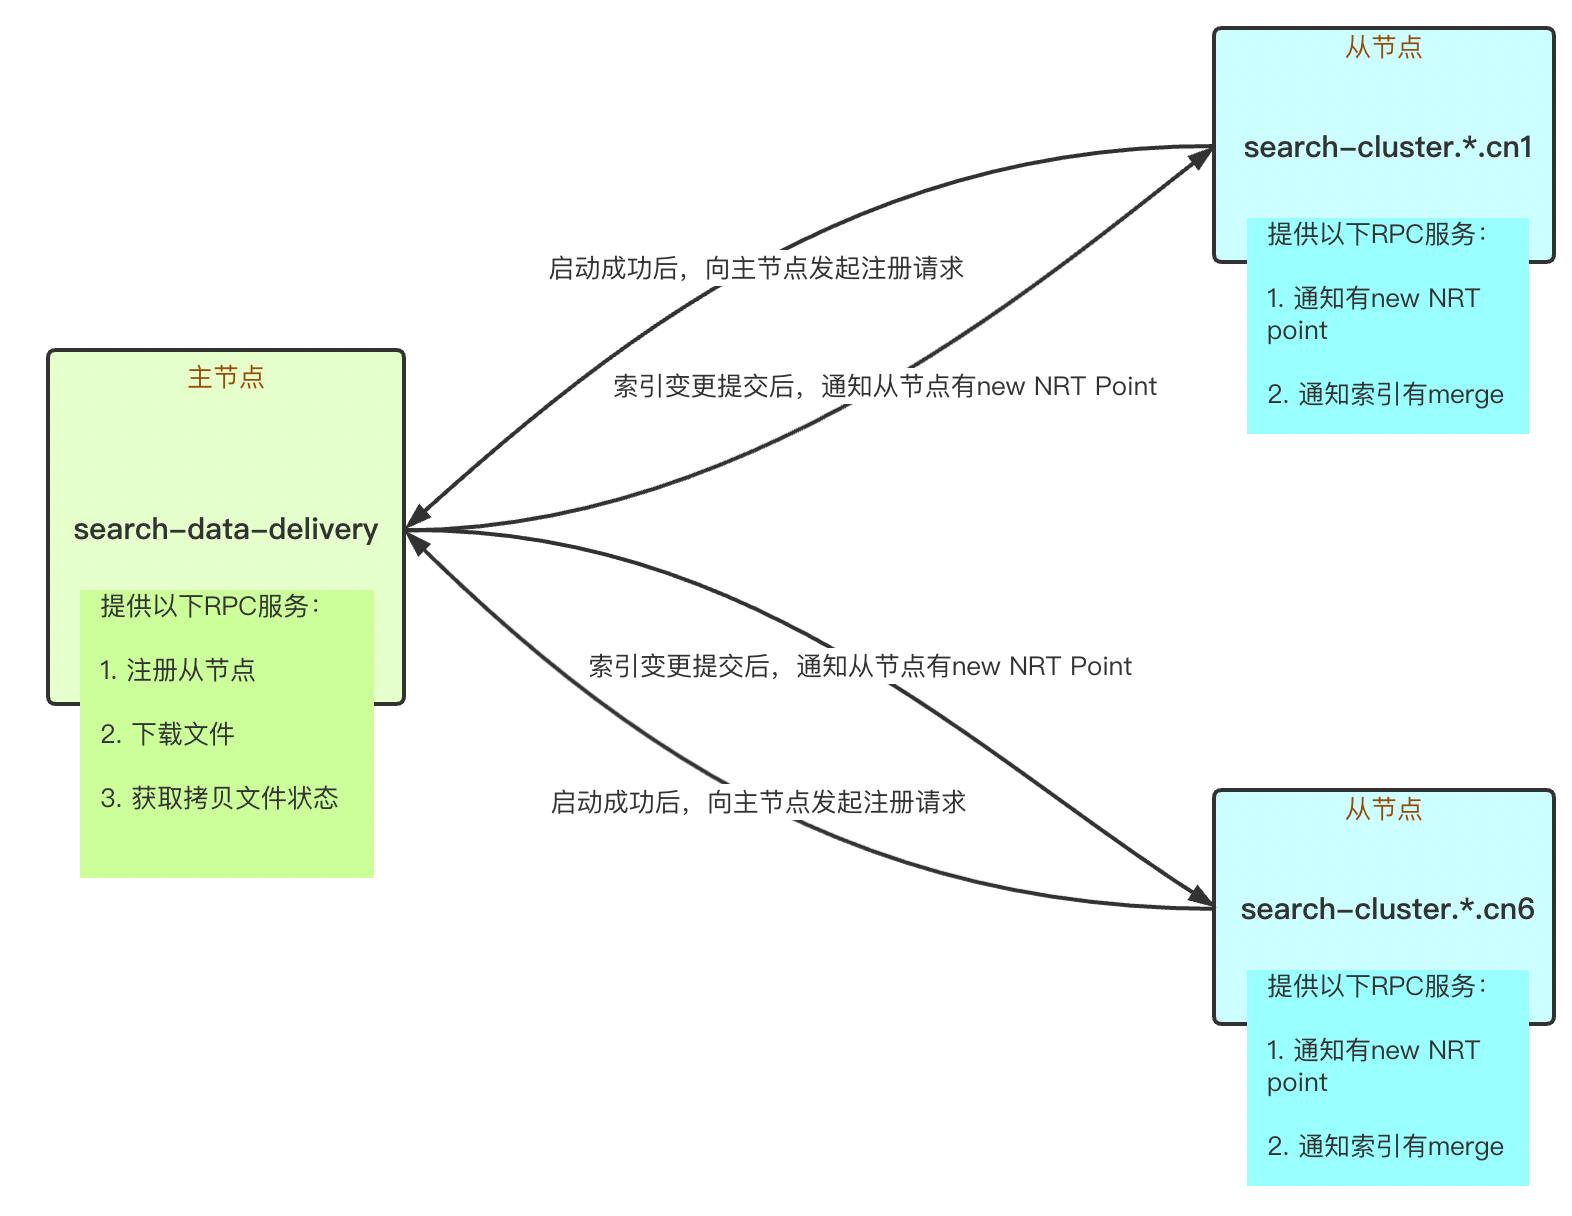 从节点
search-cluster.*.cn1
提供以下RPC服务：
1. 通知有new NRT
point
2. 通知索引有merge
启动成功后，向主节点发起注册请求
索引变更提交后，通知从节点有new NRT Point
主节点
search-data-delivery
提供以下RPC服务：
1. 注册从节点
2. 下载文件
3. 获取拷贝文件状态
索引变更提交后，通知从节点有new NRT Point
启动成功后，向主节点发起注册请求
从节点
search-cluster.*.cn6
提供以下RPC服务：
1. 通知有new NRT
point
2. 通知索引有merge